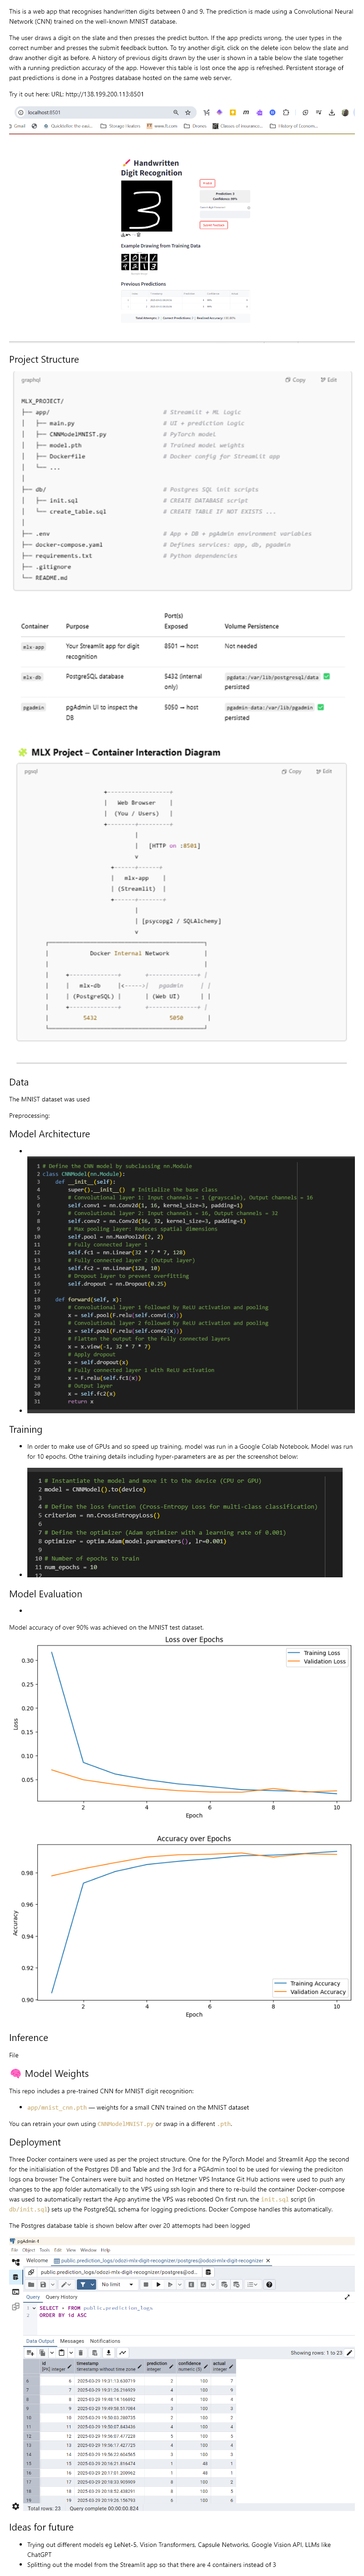 This is a web app that recognises handwritten digits between 0 and 9. The prediction is made using a Convolutional Neural
Network (CNN) trained on the well-known MNIST database.
The user draws a digit on the slate and then presses the predict button. If the app predicts wrong, the user types in the
correct number and presses the submit feedback button. To try another digit, click on the delete icon below the slate and
draw another digit as before. A history of previous digits drawn by the user is shown in a table below the slate together
with a running prediction accuracy of the app. However this table is lost once the app is refreshed. Persistent storage of
past predictions is done in a Postgres database hosted on the same web server.
Try it out here: URL: http://138.199.200.113:8501
localhost:8501
Handwritten
Digit Recognition
Predict
Prediction: 3
Example Drawing from Training Data
Previous Predictions
Project Structure
graphql
Copy
Edit
MLX_PROJECT/
├── app/ # Streamlit + ML Logic
│ ├── main.py # UI + prediction logic
│ ├── CNNModelMNIST.py # PyTorch model
│ ├── model.pth # Trained model weights
│ ├── Dockerfile # Docker config for Streamlit app
│ └── ...
│
├── db/ # Postgres SQL init scripts
│ ├── init.sql # CREATE DATABASE script
│ └── create_table.sql # CREATE TABLE IF NOT EXISTS ...
│
├── .env # App + DB + pgAdmin environment variables
├── docker-compose.yaml # Defines services: app, db, pgadmin
├── requirements.txt # Python dependencies
├── .gitignore
└── README.md
Container Purpose Port(s) Exposed Volume Persistence
mlx-app Your Streamlit app for digit recognition 8501 → host Not needed
mlx-db PostgreSQL database 5432 (internal only) pgdata:/var/lib/postgresql/data ✅ persisted
pgadmin pgAdmin UI to inspect the DB 5050 → host pgadmin-data:/var/lib/pgadmin ✅ persisted
🧩 MLX Project – Container Interaction Diagram
pgsql
Copy
Edit
Web Browser
(You / Users)
[HTTP on :8501]
v
mlx-app
(Streamlit)
[psycopg2 / SQLAlchemy]
v
Docker Internal Network
mlx-db <-----> pgadmin
(PostgreSQL) (Web UI)
5432 5050
Data
The MNIST dataset was used
Preprocessing:
Model Architecture
1 # Define the CNN model by subclassing nn.Module
2 class CNNModel(nn.Module):
3 def __init__(self):
4 super().__init__() # Initialize the base class
5 # Convolutional layer 1: Input channels = 1 (grayscale), Output channels = 16
6 self.conv1 = nn.Conv2d(1, 16, kernel_size=3, padding=1)
7 # Convolutional layer 2: Input channels = 16, Output channels = 32
8 self.conv2 = nn.Conv2d(16, 32, kernel_size=3, padding=1)
9 # Max pooling layer: Reduces spatial dimensions
10 self.pool = nn.MaxPool2d(2, 2)
11 # Fully connected layer 1
12 self.fc1 = nn.Linear(32 * 7 * 7, 128)
13 # Fully connected layer 2 (Output layer)
14 self.fc2 = nn.Linear(128, 10)
15 # Dropout layer to prevent overfitting
16 self.dropout = nn.Dropout(0.25)
17
18 def forward(self, x):
19 # Convolutional layer 1 followed by ReLU activation and pooling
20 x = self.pool(F.relu(self.conv1(x)))
21 # Convolutional layer 2 followed by ReLU activation and pooling
22 x = self.pool(F.relu(self.conv2(x)))
23 # Flatten the output for the fully connected layers
24 x = x.view(-1, 32 * 7 * 7)
25 # Apply dropout
26 x = self.dropout(x)
27 # Fully connected layer 1 with ReLU activation
28 x = F.relu(self.fc1(x))
29 # Output layer
30 x = self.fc2(x)
31 return x
Training
In order to make use of GPUs and so speed up training, model was run in a Google Colab Notebook, Model was run
for 10 epochs. Othe training details including hyper-parameters are as per the screenshot below:
1 # Instantiate the model and move it to the device (CPU or GPU)
2 model = CNNModel().to(device)
3
4 # Define the loss function (Cross-Entropy Loss for multi-class classification)
5 criterion = nn.CrossEntropyLoss()
6
7 # Define the optimizer (Adam optimizer with a learning rate of 0.001)
8 optimizer = optim.Adam(model.parameters(), lr=0.001)
9
10 # Number of epochs to train
11 num_epochs = 10
12
Model Evaluation
Model accuracy of over 90% was achieved on the MNIST test dataset.
Loss over Epochs
Training Loss
Validation Loss
0.30
0.25
0.20
0.15
0.10
0.05
Loss
2 4 6 8 10
Epoch
Accuracy over Epochs
0.98
0.96
0.94
0.92
0.90
Accuracy
Training Accuracy
Validation Accuracy
2 4 6 8 10
Epoch
Inference
File
🧠 Model Weights
This repo includes a pre-trained CNN for MNIST digit recognition:
app/mnist_cnn.pth — weights for a small CNN trained on the MNIST dataset
You can retrain your own using CNNModelMNIST.py or swap in a different .pth.
Deployment
Three Docker containers were used as per the project structure. One for the PyTorch Model and Streamlit App the second
for the initialisation of the Postgres DB and Table and the 3rd for a PGAdmin tool to be used for viewing the prediciton
logs ona browser The Containers were built and hosted on Hetzner VPS Instance Git Hub actions were used to push any
changes to the app folder automatically to the VPS using ssh login and there to re-build the container Docker-compose
was used to automatically restart the App anytime the VPS was rebooted On first run, the init.sql script (in
db/init.sql) sets up the PostgreSQL schema for logging predictions. Docker Compose handles this automatically.
The Postgres database table is shown below after over 20 attempts had been logged
pgAdmin 4
File Object Tools Edit View Window Help
Welcome
public.prediction_logs/odozi-mlx-digit-recognizer/postgres@odozi-mlx-digit-recognizer
No limit
Query Query History
1 SELECT * FROM public.prediction_logs
2 ORDER BY id ASC
Data Output Messages Notifications
Showing rows: 1 to 23
id [PK] integer
timestamp timestamp without time zone
prediction integer
confidence numeric (5)
actual integer
Total rows: 23 Query complete 00:00:00.824
Ideas for future
Trying out different models eg LeNet-5, Vision Transformers, Capsule Networks, Google Vision API, LLMs like
ChatGPT
Splitting out the model from the Streamlit app so that there are 4 containers instead of 3